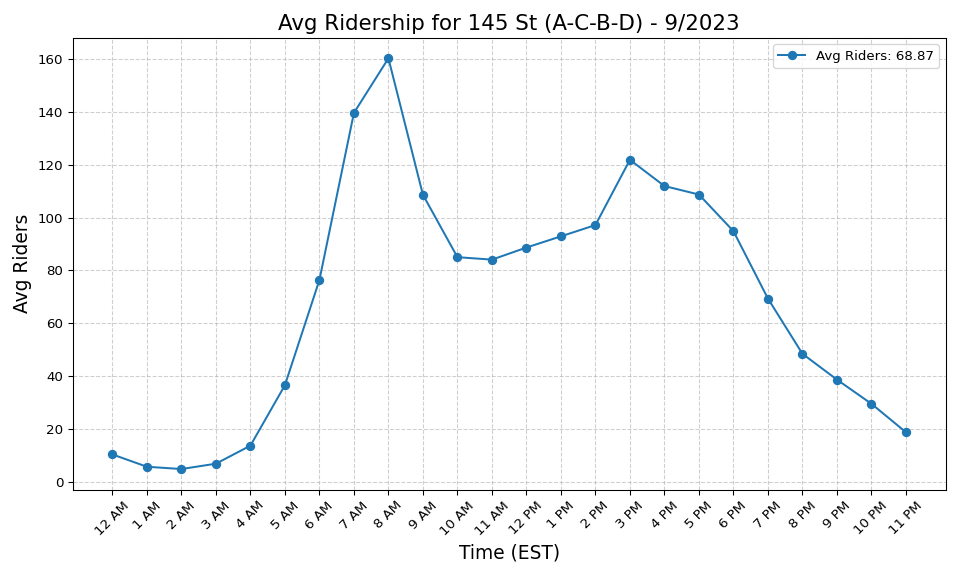 Avg Ridership for 145 St (A-C-B-D) - 9/2023
Avg Riders: 68.87
Avg Riders
160
140
120
100
80
60
40
20
0
12 AM
1 AM
2 AM
3 AM
4 AM
5 AM
6 AM
7 AM
8 AM
9 AM
10 AM
11 AM
12 PM
1 PM
2 PM
3 PM
4 PM
5 PM
6 PM
7 PM
8 PM
9 PM
10 PM
11 PM
Time (EST)